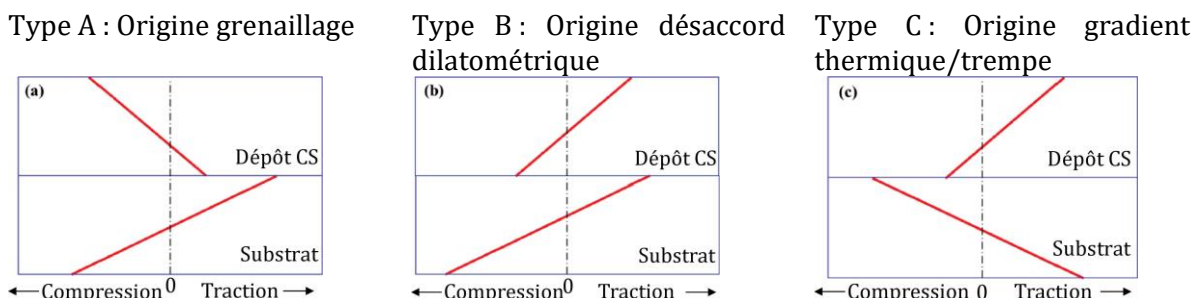 Type A : Origine grenaillage
Type B : Origine désaccord
dilatométrique
Type C : Origine gradient
thermique/trempe
(a)
Dépôt CS
Substrat
← Compression 0 Traction →
(b)
Dépôt CS
Substrat
← Compression 0 Traction →
(c)
Dépôt CS
Substrat
← Compression 0 Traction →